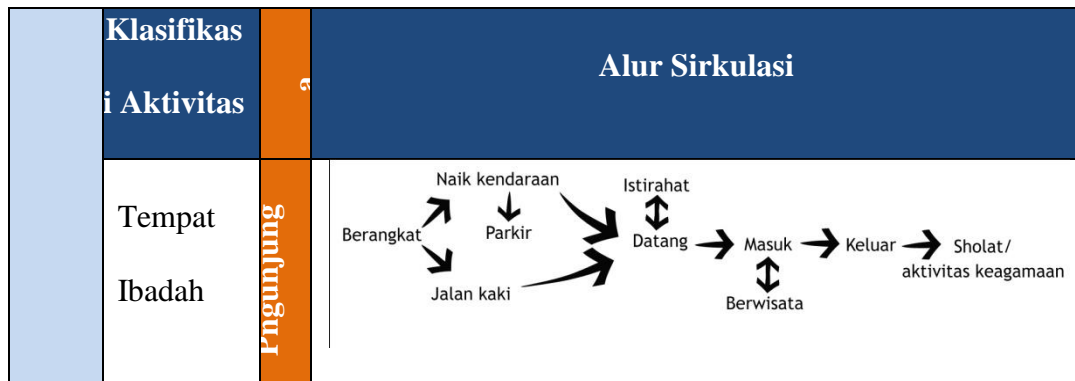 Klasifikas
i Aktivitas
a
Alur Sirkulasi
Tempat
Ibadah
Pngunjung
Naik kendaraan
Istirahat
Berangkat
Parkir
Datang
Masuk
Keluar
Sholat/
aktivitas keagamaan
Jalan kaki
Berwisata